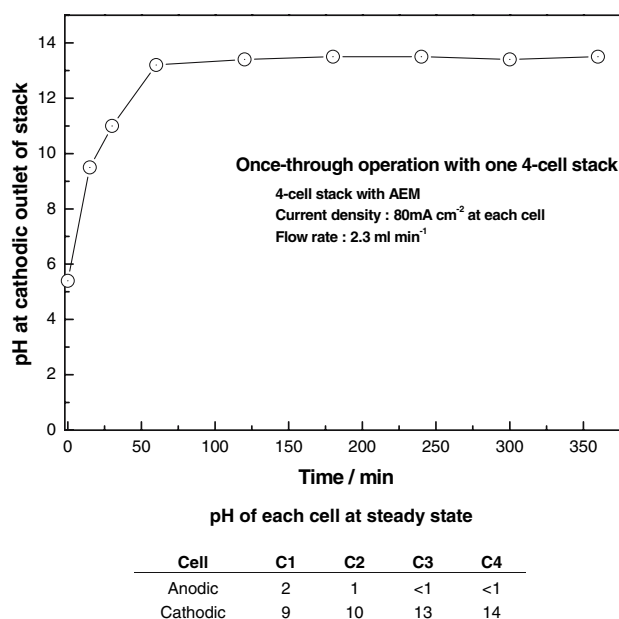 14
12
10
8
6
4
2
0
pH at cathodic outlet of stack
Once-through operation with one 4-cell stack
4-cell stack with AEM
Current density : 80mA cm⁻² at each cell
Flow rate : 2.3 ml min⁻¹
0 50 100 150 200 250 300 350
Time / min
pH of each cell at steady state
Cell C1 C2 C3 C4
Anodic 2 1 <1 <1
Cathodic 9 10 13 14